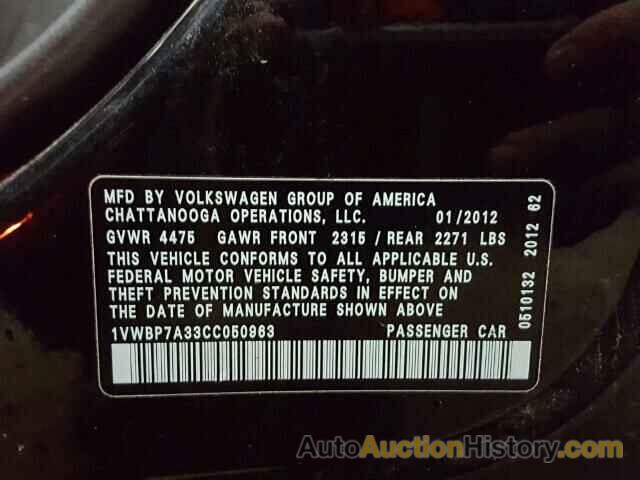 MFD BY VOLKSWAGEN GROUP OF AMERICA
CHATTANOOGA OPERATIONS, LLC. 01/2012
GVWR 4475 GAWR FRONT 2315 / REAR 2271 LBS
THIS VEHICLE CONFORMS TO ALL APPLICABLE U.S.
FEDERAL MOTOR VEHICLE SAFETY, BUMPER AND
THEFT PREVENTION STANDARDS IN EFFECT ON
THE DATE OF MANUFACTURE SHOWN ABOVE
1VWBP7A33CC050963 PASSENGER CAR
0510132 2012 62
AutoAuctionHistory.com